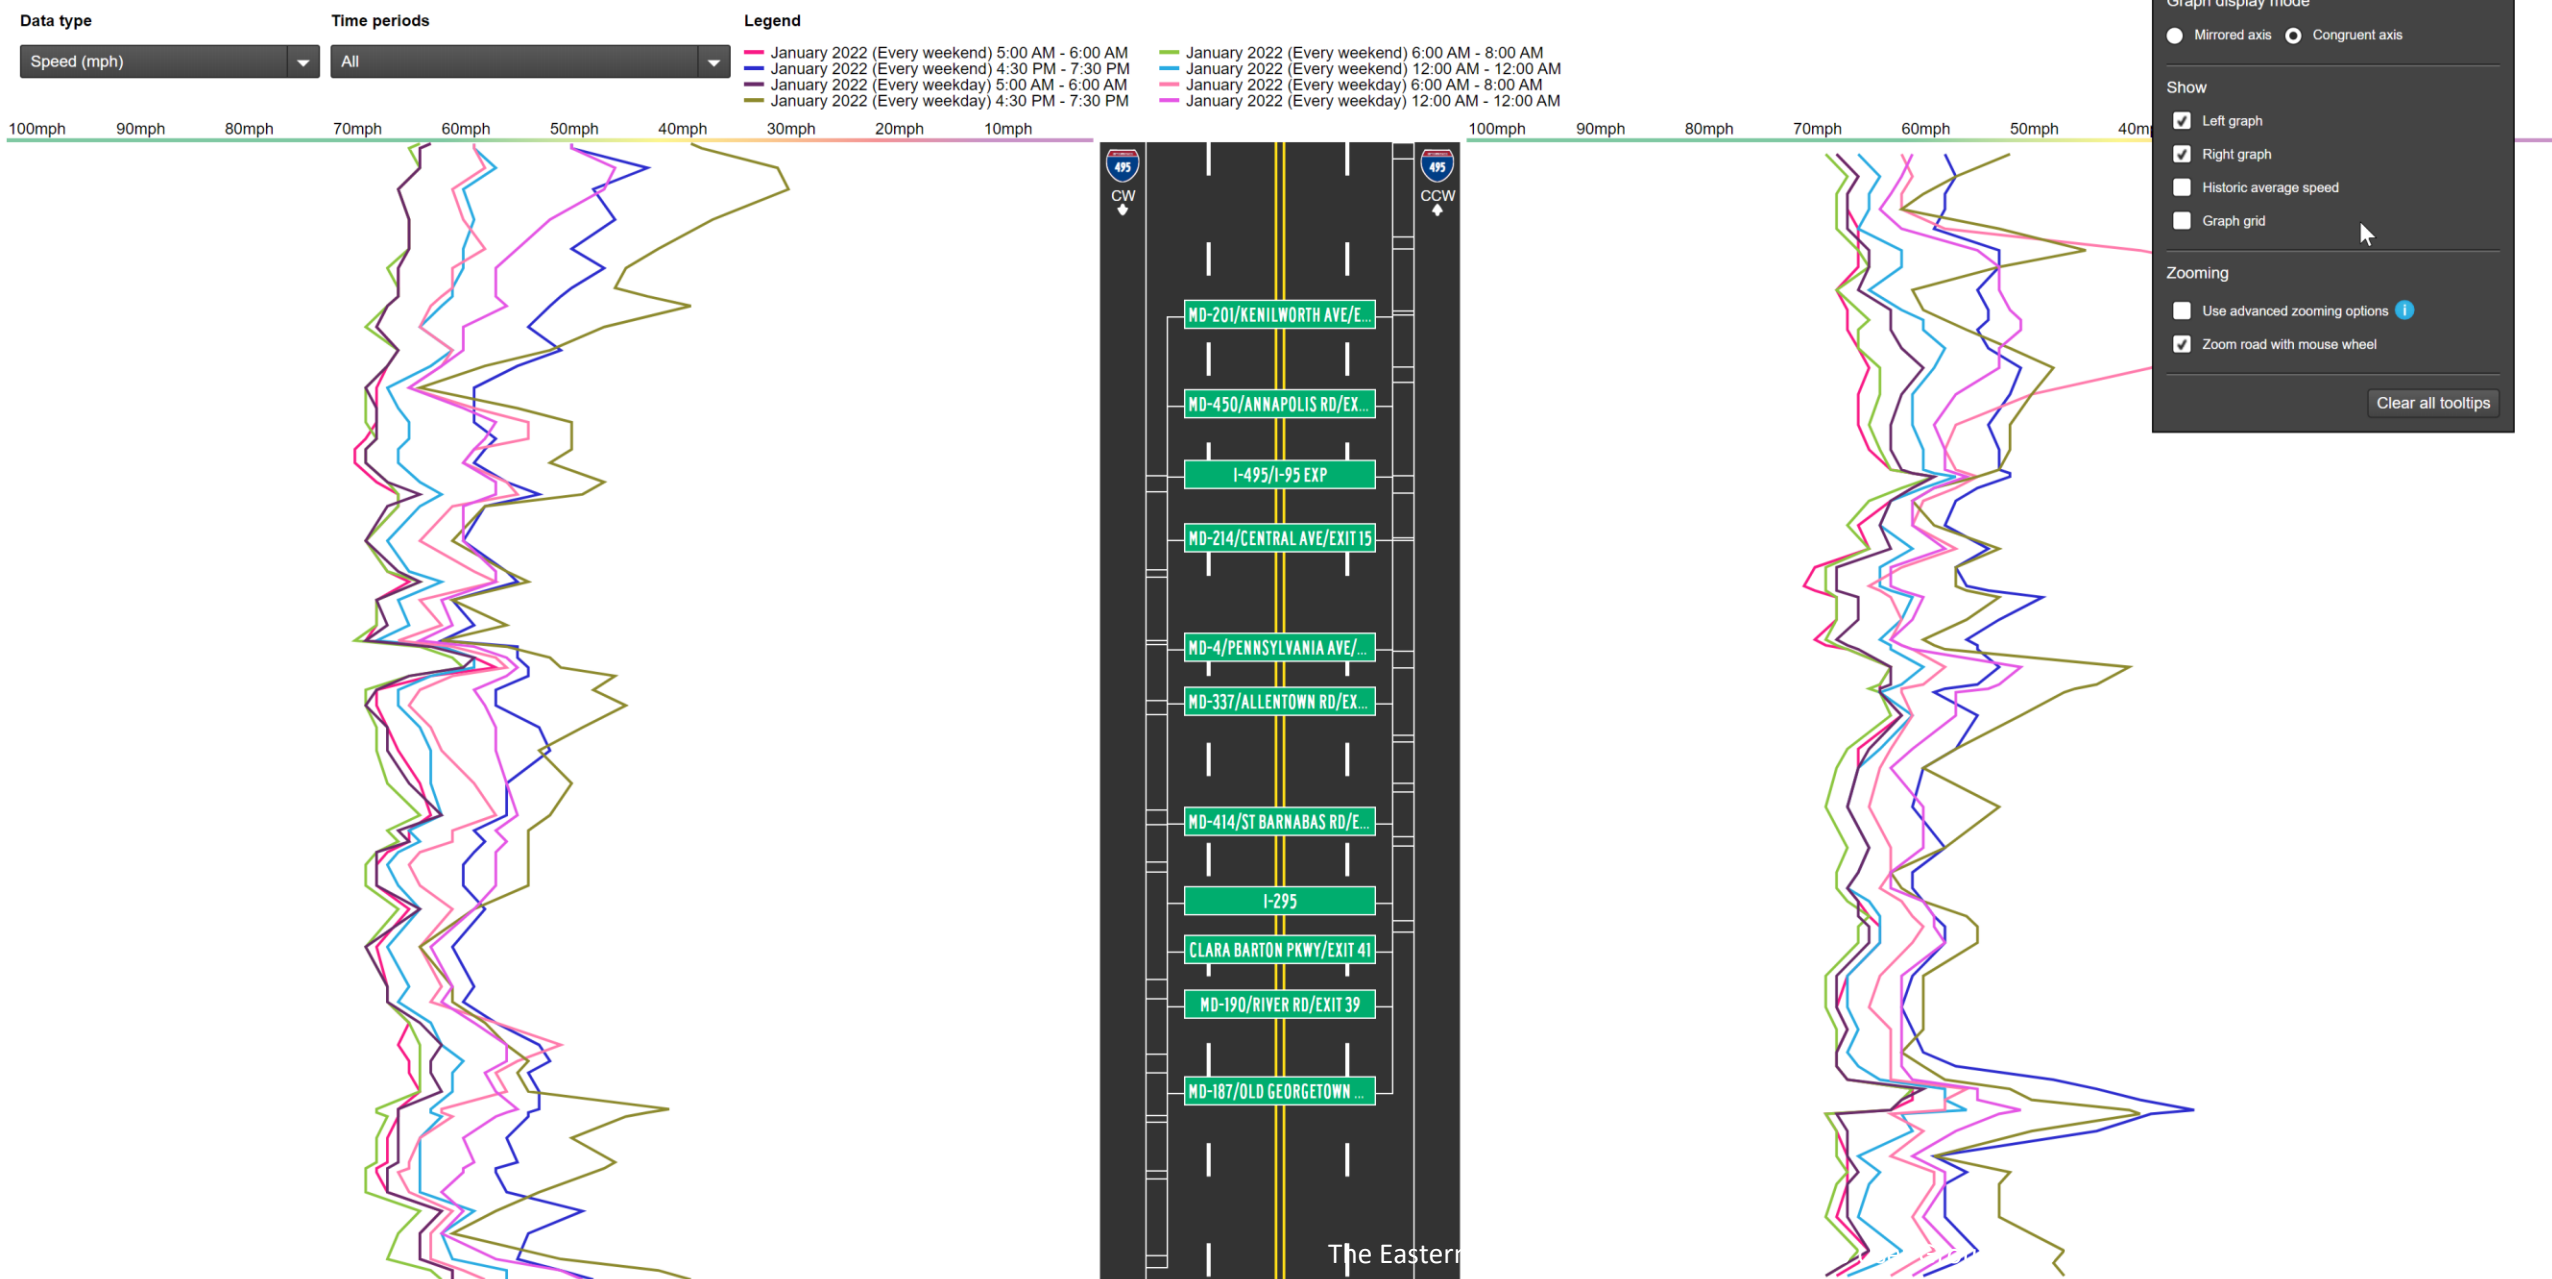 Data type
Time periods
Legend
Speed (mph)
All
January 2022 (Every weekend) 5:00 AM - 6:00 AM
January 2022 (Every weekend) 4:30 PM - 7:30 PM
January 2022 (Every weekday) 5:00 AM - 6:00 AM
January 2022 (Every weekday) 4:30 PM - 7:30 PM
January 2022 (Every weekend) 6:00 AM - 8:00 AM
January 2022 (Every weekend) 12:00 AM - 12:00 AM
January 2022 (Every weekday) 6:00 AM - 8:00 AM
January 2022 (Every weekday) 12:00 AM - 12:00 AM
100mph 90mph 80mph 70mph 60mph 50mph 40mph 30mph 20mph 10mph
495
CW
495
CCW
MD-201/KENILWORTH AVE/E...
MD-450/ANNAPOLIS RD/EX...
I-495/I-95 EXP
MD-214/CENTRAL AVE/EXIT 15
MD-4/PENNSYLVANIA AVE/...
MD-337/ALLENTOWN RD/EX...
MD-414/ST BARNABAS RD/E...
I-295
CLARA BARTON PKWY/EXIT 41
MD-190/RIVER RD/EXIT 39
MD-187/OLD GEORGETOWN ...
The Eastern
100mph 90mph 80mph 70mph 60mph 50mph 40mp
Graph display mode
Mirrored axis Congruent axis
Show
Left graph
Right graph
Historic average speed
Graph grid
Zooming
Use advanced zooming options i
Zoom road with mouse wheel
Clear all tooltips